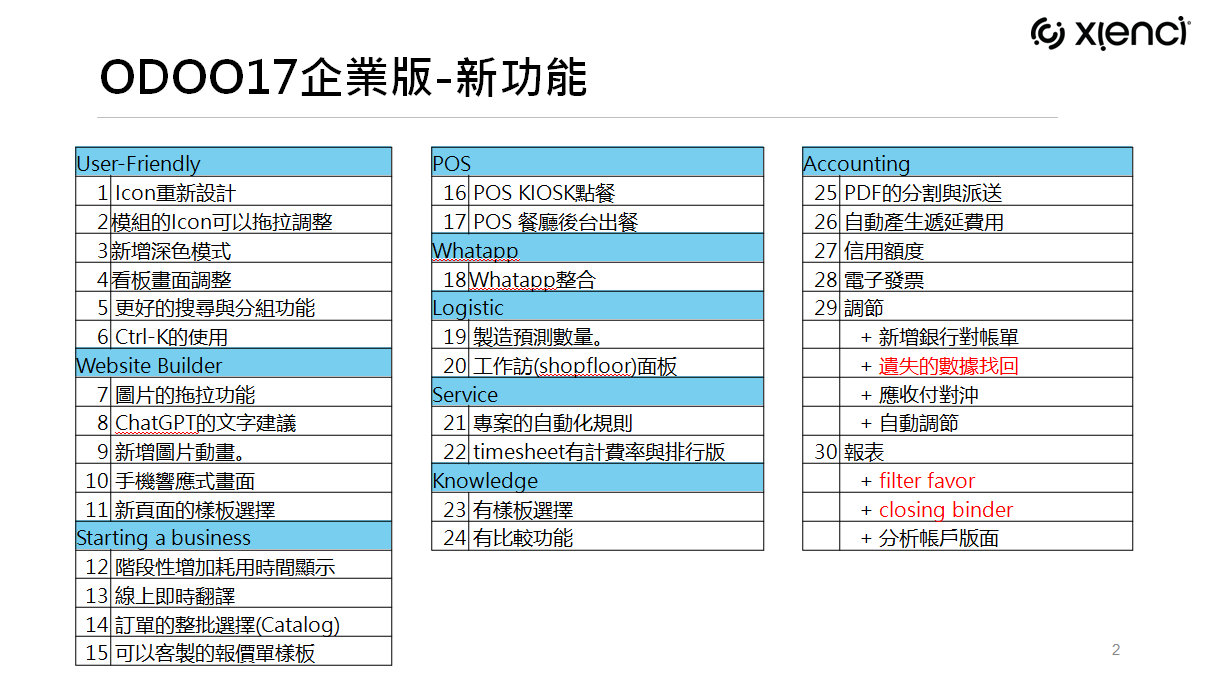 xienci
ODOO17企業版-新功能
User-Friendly
1 Icon重新設計
2 模組的Icon可以拖拉調整
3 新增深色模式
4 看板畫面調整
5 更好的搜尋與分組功能
6 Ctrl-K的使用
Website Builder
7 圖片的拖拉功能
8 ChatGPT的文字建議
9 新增圖片動畫。
10 手機響應式畫面
11 新頁面的樣板選擇
Starting a business
12 階段性增加耗用時間顯示
13 線上即時翻譯
14 訂單的整批選擇(Catalog)
15 可以客製的報價單樣板
POS
16 POS KIOSK點餐
17 POS 餐廳後台出餐
Whatapp
18 Whatapp整合
Logistic
19 製造預測數量。
20 工作訪(shopfloor)面板
Service
21 專案的自動化規則
22 timesheet有計費率與排行版
Knowledge
23 有樣板選擇
24 有比較功能
Accounting
25 PDF的分割與派送
26 自動產生遞延費用
27 信用額度
28 電子發票
29 調節
+ 新增銀行對帳單
+ 遺失的數據找回
+ 應收付對沖
+ 自動調節
30 報表
+ filter favor
+ closing binder
+ 分析帳戶版面
2